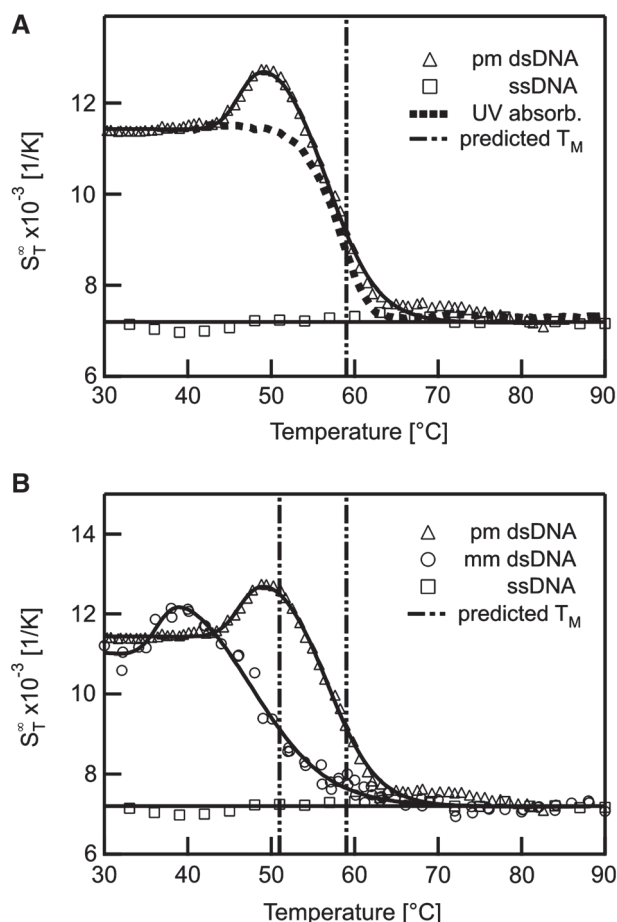 A
pm dsDNA
ssDNA
UV absorb.
predicted T_M
12
10
8
6
S_T^∞ x10^-3 [1/K]
30 40 50 60 70 80 90
Temperature [°C]
B
pm dsDNA
mm dsDNA
ssDNA
predicted T_M
14
12
10
8
6
S_T^∞ x10^-3 [1/K]
30 40 50 60 70 80 90
Temperature [°C]